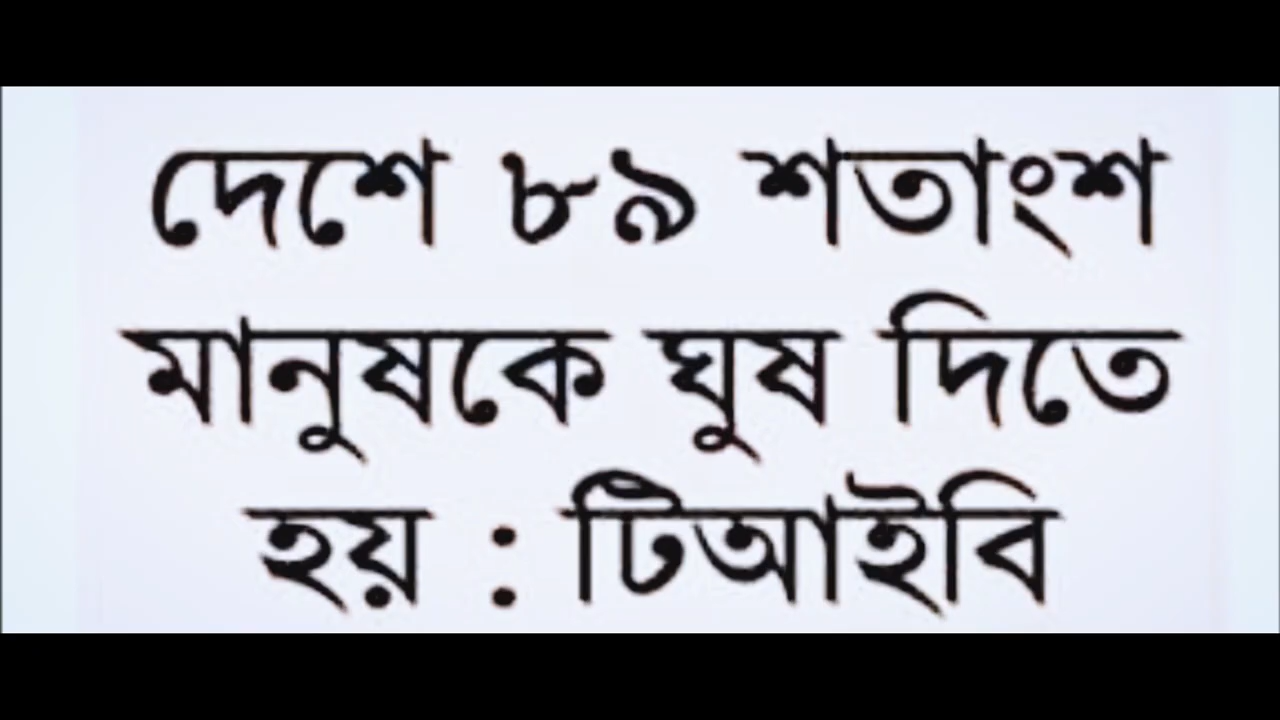 দেশে ৮৯ শতাংশ
মানুষকে ঘুষ দিতে
হয় : টিআইবি